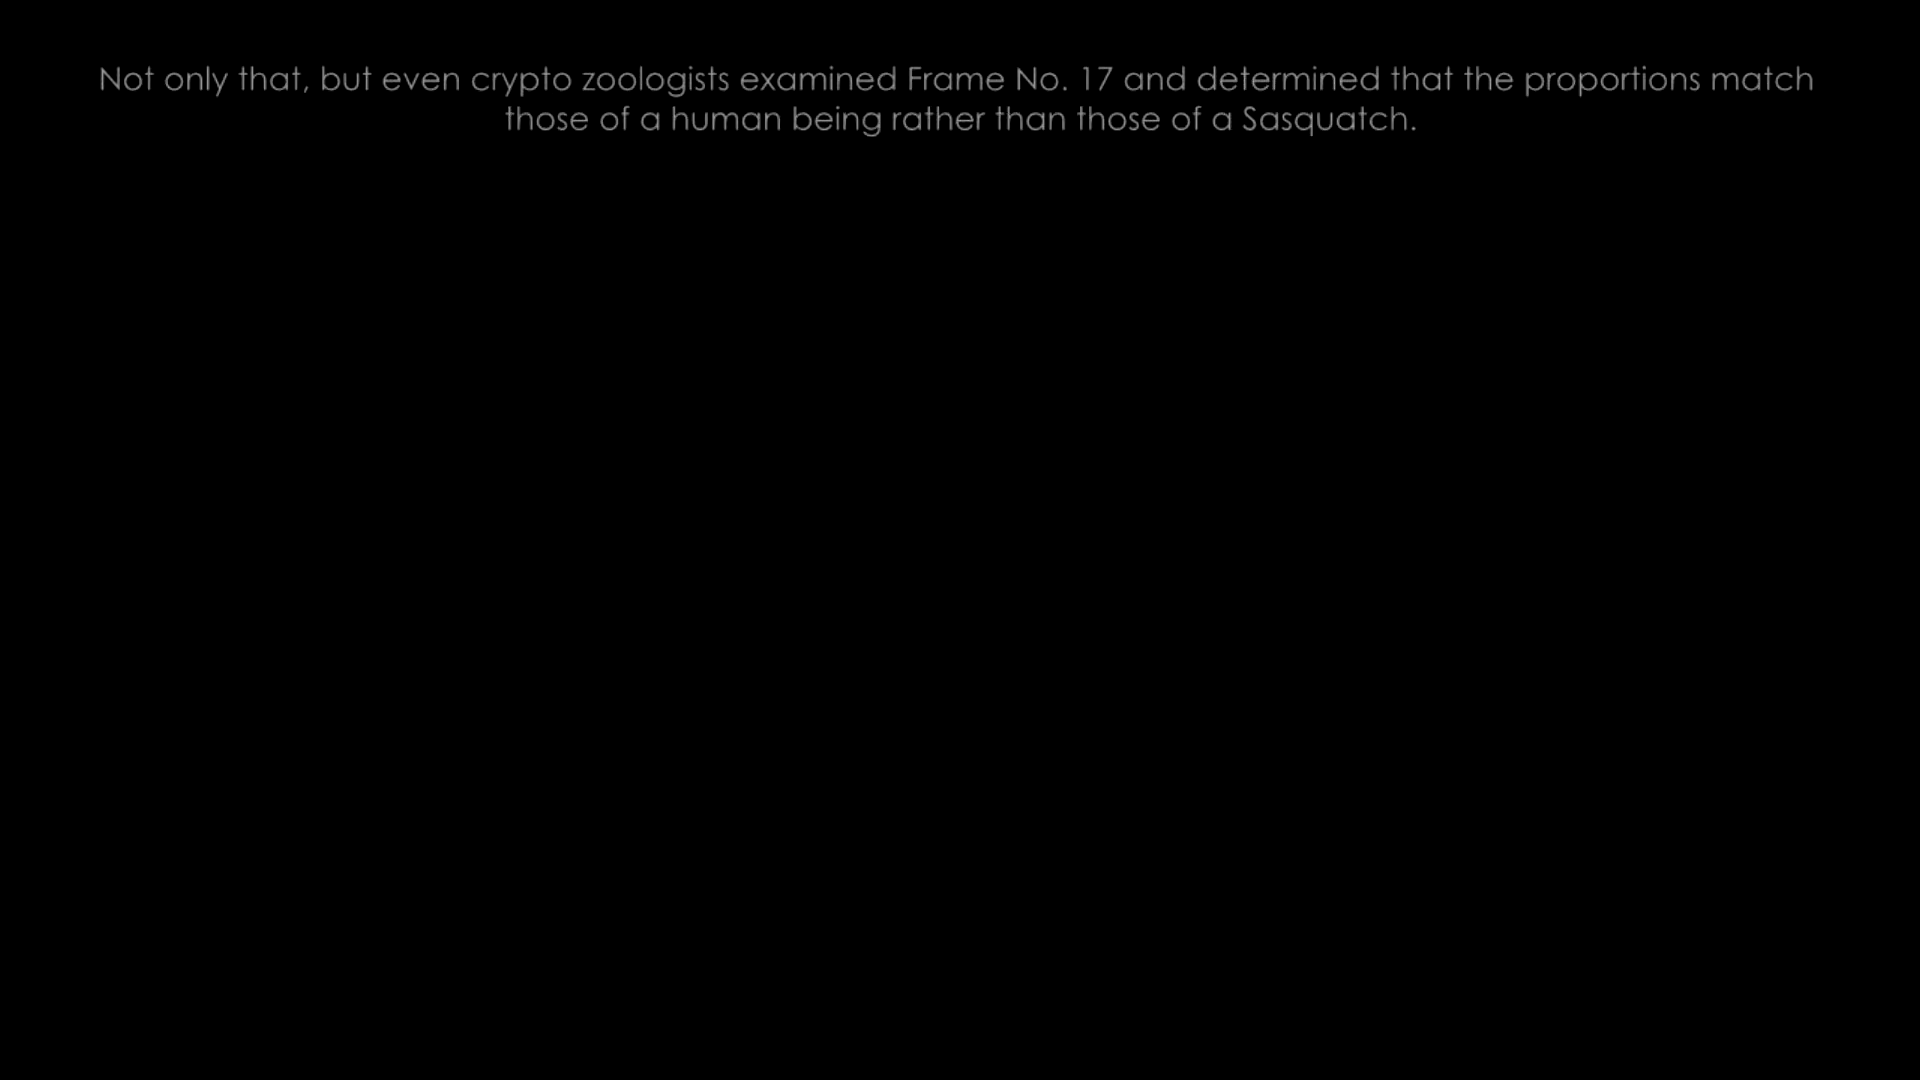 Not only that, but even crypto zoologists examined Frame No. 17 and determined that the proportions match
those of a human being rather than those of a Sasquatch.